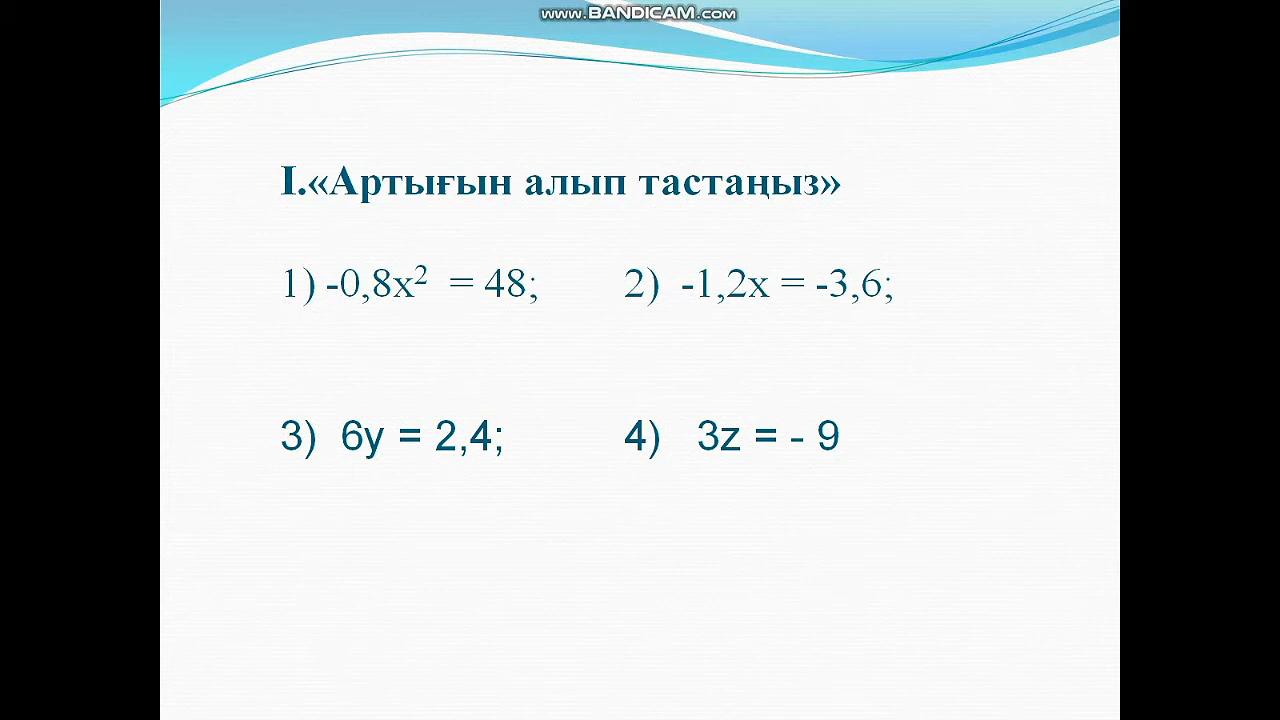 www.BANDICAM.com
I.«Артығын алып тастаңыз»
1) -0,8x² = 48; 2) -1,2x = -3,6;
3) 6y = 2,4; 4) 3z = - 9